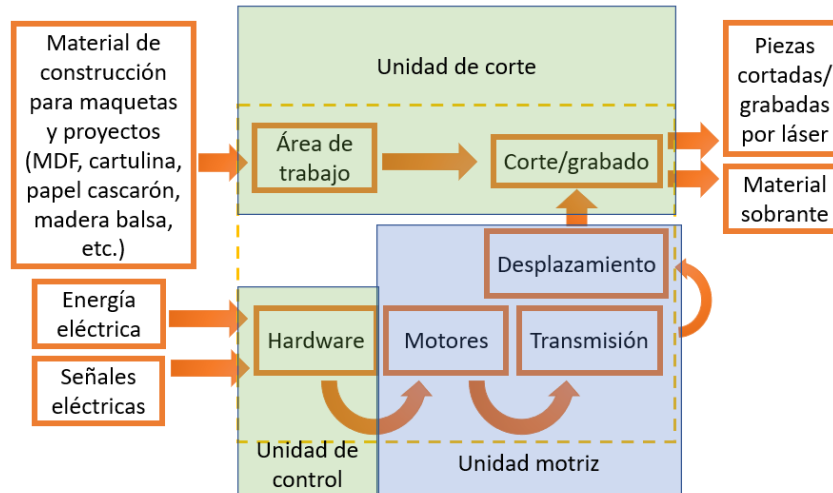 Material de
construcción
para maquetas
y proyectos
(MDF, cartulina,
papel cascarón,
madera balsa,
etc.)
Unidad de corte
Piezas
cortadas/
grabadas
por láser
Área de
trabajo
Corte/grabado
Material
sobrante
Desplazamiento
Energía
eléctrica
Hardware
Motores
Transmisión
Señales
eléctricas
Unidad de
control
Unidad motriz